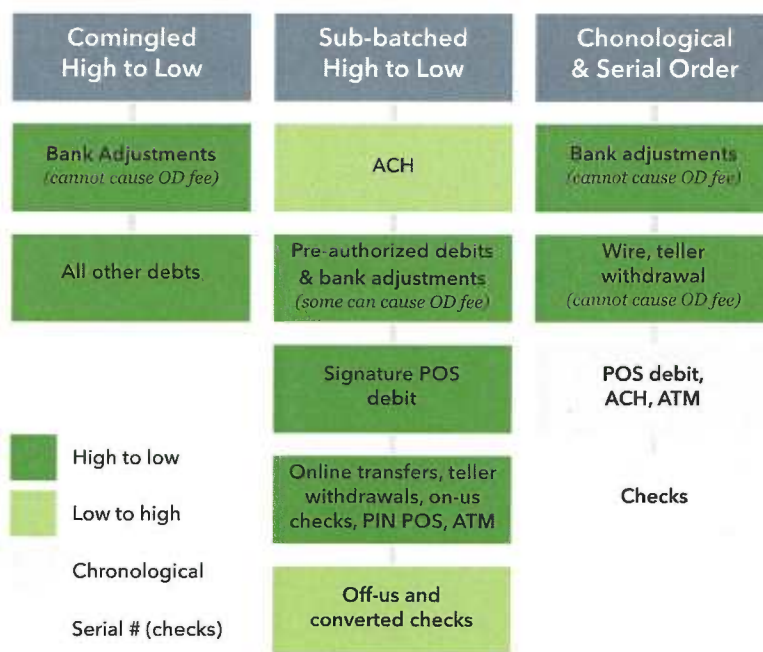 Comingled
High to Low
Bank Adjustments
(cannot cause OD fee)
All other debts
Sub-batched
High to Low
ACH
Pre-authorized debits
& bank adjustments
(some can cause OD fee)
Signature POS
debit
Online transfers, teller
withdrawals, on-us
checks, PIN POS, ATM
Off-us and
converted checks
Chonological
& Serial Order
Bank adjustments
(cannot cause OD fee)
Wire, teller
withdrawal
(cannot cause OD fee)
POS debit,
ACH, ATM
Checks
High to low
Low to high
Chronological
Serial # (checks)